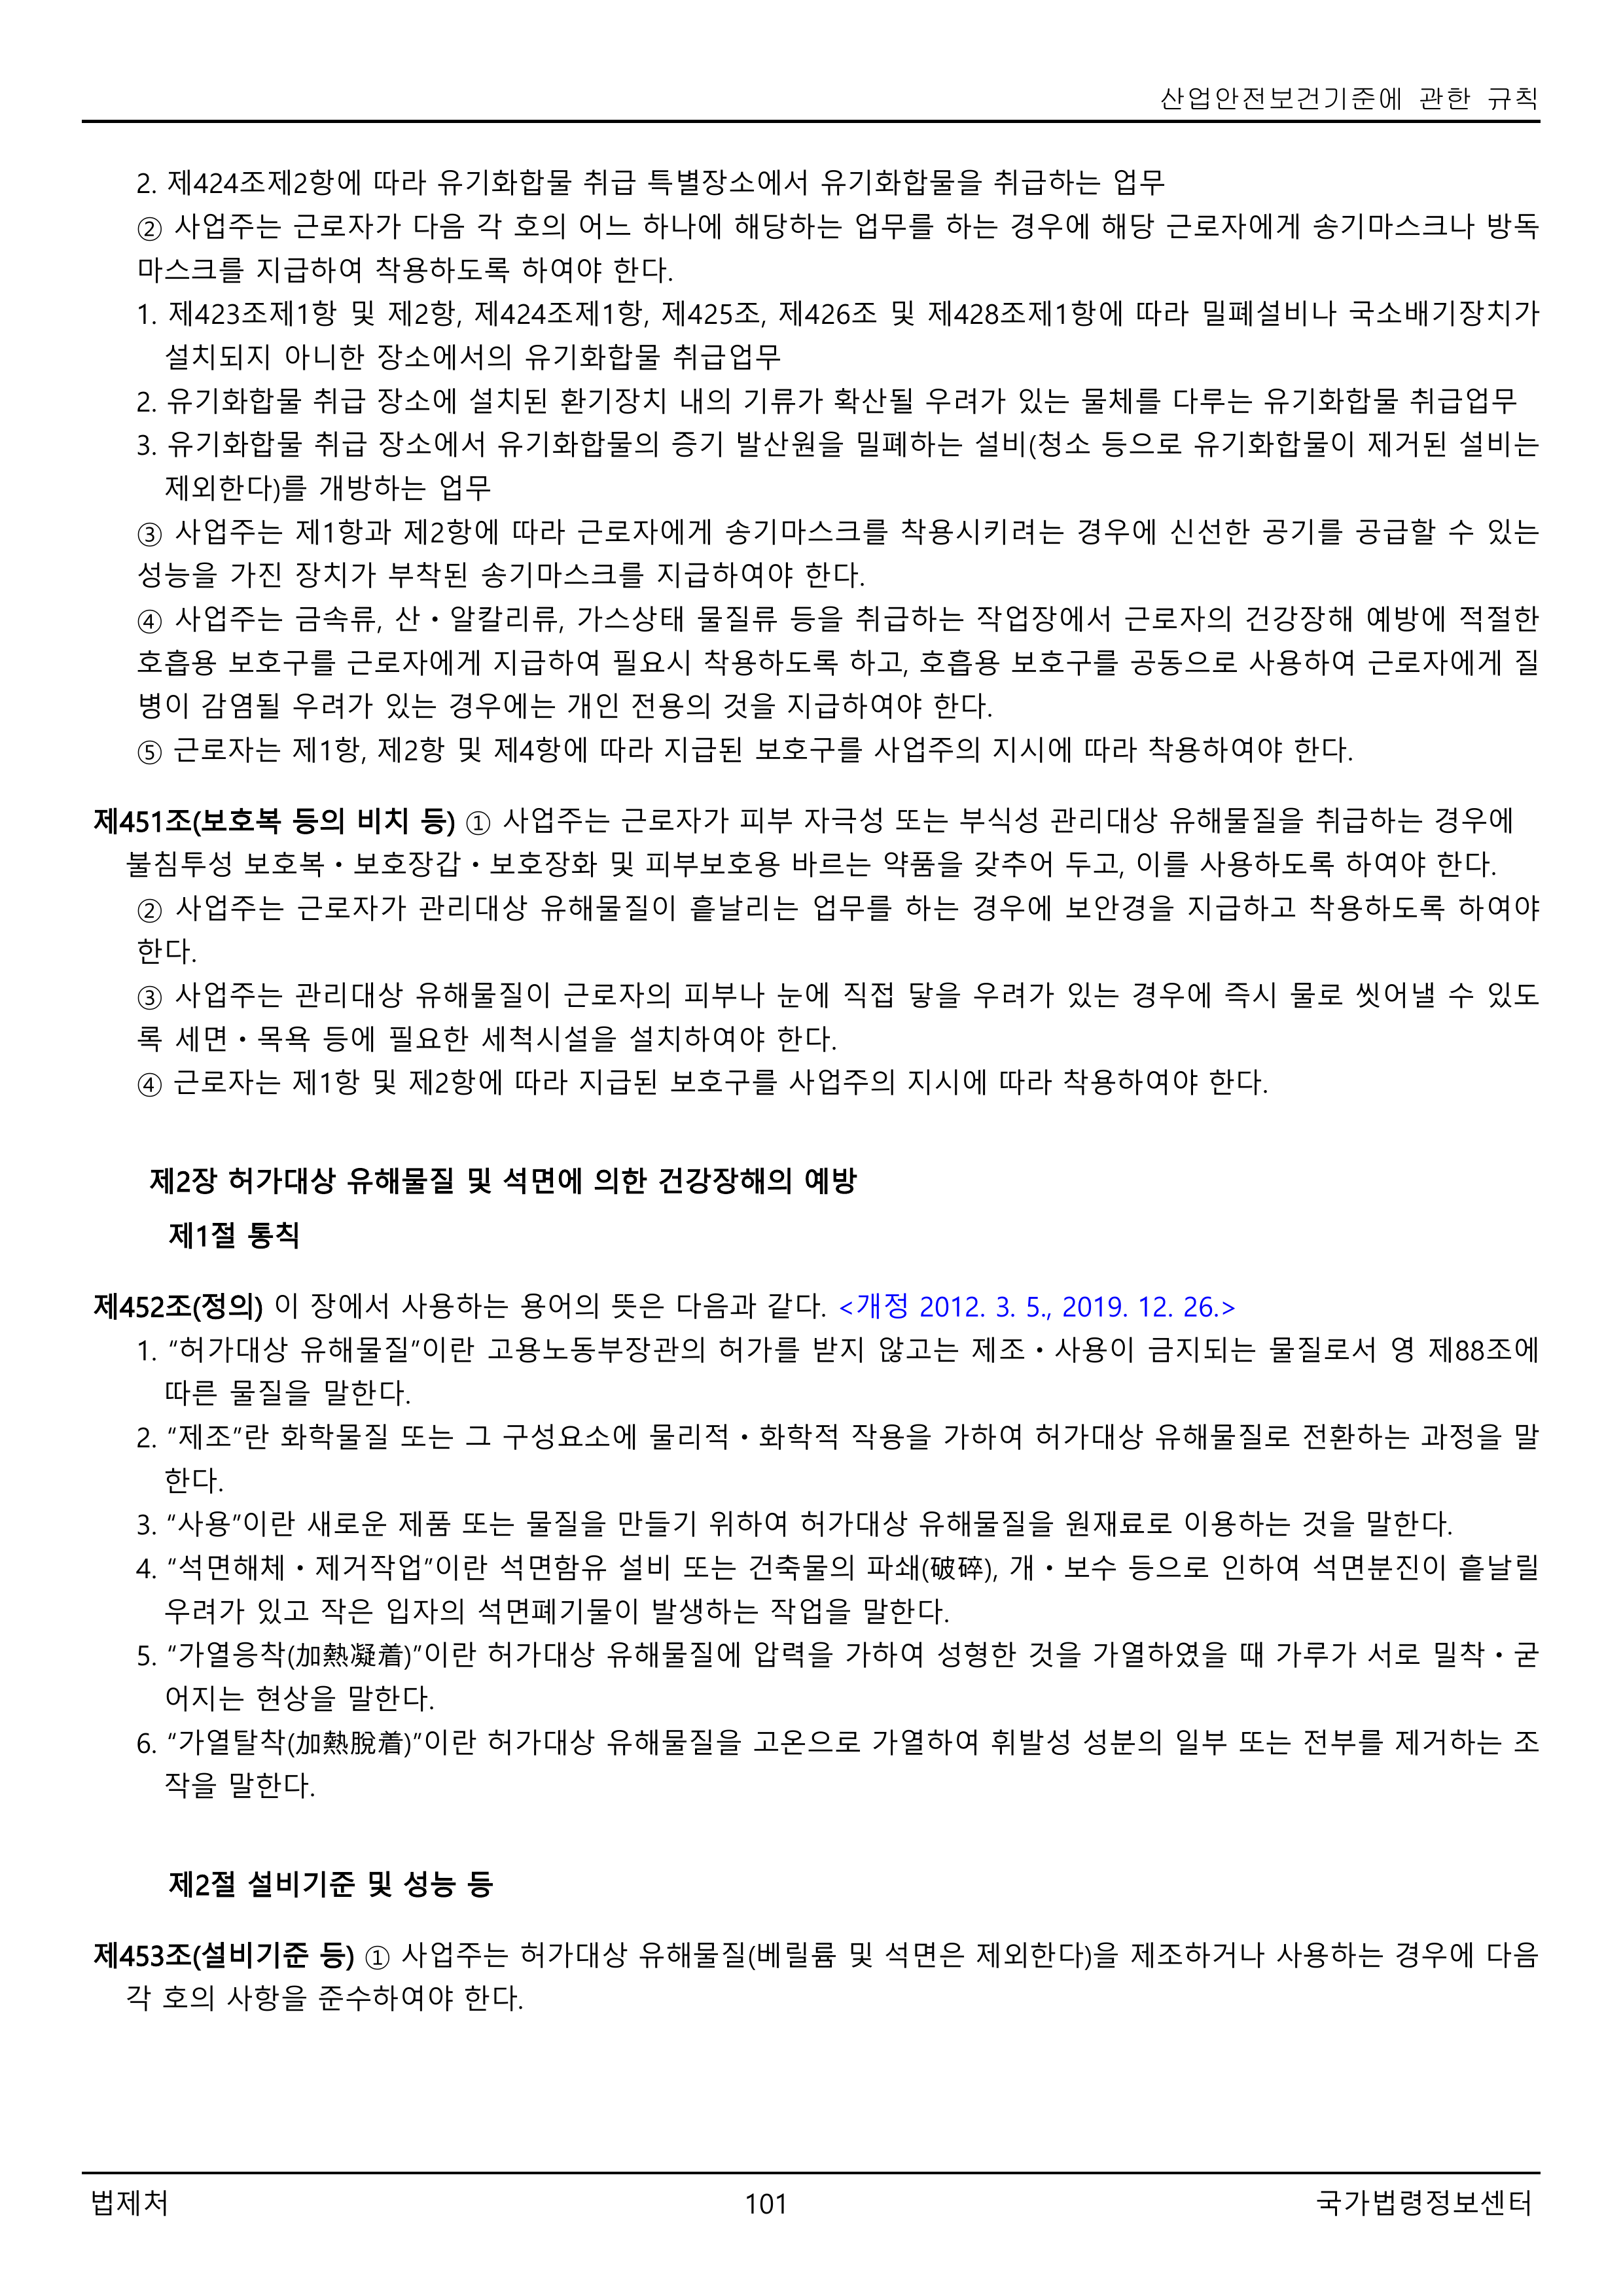 산업안전보건기준에 관한 규칙
2. 제424조제2항에 따라 유기화합물 취급 특별장소에서 유기화합물을 취급하는 업무
② 사업주는 근로자가 다음 각 호의 어느 하나에 해당하는 업무를 하는 경우에 해당 근로자에게 송기마스크나 방독
마스크를 지급하여 착용하도록 하여야 한다.
1. 제423조제1항 및 제2항, 제424조제1항, 제425조, 제426조 및 제428조제1항에 따라 밀폐설비나 국소배기장치가
설치되지 아니한 장소에서의 유기화합물 취급업무
2. 유기화합물 취급 장소에 설치된 환기장치 내의 기류가 확산될 우려가 있는 물체를 다루는 유기화합물 취급업무
3. 유기화합물 취급 장소에서 유기화합물의 증기 발산원을 밀폐하는 설비(청소 등으로 유기화합물이 제거된 설비는
제외한다)를 개방하는 업무
③ 사업주는 제1항과 제2항에 따라 근로자에게 송기마스크를 착용시키려는 경우에 신선한 공기를 공급할 수 있는
성능을 가진 장치가 부착된 송기마스크를 지급하여야 한다.
④ 사업주는 금속류, 산ㆍ알칼리류, 가스상태 물질류 등을 취급하는 작업장에서 근로자의 건강장해 예방에 적절한
호흡용 보호구를 근로자에게 지급하여 필요시 착용하도록 하고, 호흡용 보호구를 공동으로 사용하여 근로자에게 질
병이 감염될 우려가 있는 경우에는 개인 전용의 것을 지급하여야 한다.
⑤ 근로자는 제1항, 제2항 및 제4항에 따라 지급된 보호구를 사업주의 지시에 따라 착용하여야 한다.
제451조(보호복 등의 비치 등) ① 사업주는 근로자가 피부 자극성 또는 부식성 관리대상 유해물질을 취급하는 경우에
불침투성 보호복ㆍ보호장갑ㆍ보호장화 및 피부보호용 바르는 약품을 갖추어 두고, 이를 사용하도록 하여야 한다.
② 사업주는 근로자가 관리대상 유해물질이 흩날리는 업무를 하는 경우에 보안경을 지급하고 착용하도록 하여야
한다.
③ 사업주는 관리대상 유해물질이 근로자의 피부나 눈에 직접 닿을 우려가 있는 경우에 즉시 물로 씻어낼 수 있도
록 세면ㆍ목욕 등에 필요한 세척시설을 설치하여야 한다.
④ 근로자는 제1항 및 제2항에 따라 지급된 보호구를 사업주의 지시에 따라 착용하여야 한다.
제2장 허가대상 유해물질 및 석면에 의한 건강장해의 예방
제1절 통칙
제452조(정의) 이 장에서 사용하는 용어의 뜻은 다음과 같다. <개정 2012. 3. 5., 2019. 12. 26.>
1. “허가대상 유해물질”이란 고용노동부장관의 허가를 받지 않고는 제조ㆍ사용이 금지되는 물질로서 영 제88조에
따른 물질을 말한다.
2. “제조”란 화학물질 또는 그 구성요소에 물리적ㆍ화학적 작용을 가하여 허가대상 유해물질로 전환하는 과정을 말
한다.
3. “사용”이란 새로운 제품 또는 물질을 만들기 위하여 허가대상 유해물질을 원재료로 이용하는 것을 말한다.
4. “석면해체ㆍ제거작업”이란 석면함유 설비 또는 건축물의 파쇄(破碎), 개ㆍ보수 등으로 인하여 석면분진이 흩날릴
우려가 있고 작은 입자의 석면폐기물이 발생하는 작업을 말한다.
5. “가열응착(加熱凝着)”이란 허가대상 유해물질에 압력을 가하여 성형한 것을 가열하였을 때 가루가 서로 밀착ㆍ굳
어지는 현상을 말한다.
6. “가열탈착(加熱脫着)”이란 허가대상 유해물질을 고온으로 가열하여 휘발성 성분의 일부 또는 전부를 제거하는 조
작을 말한다.
제2절 설비기준 및 성능 등
제453조(설비기준 등) ① 사업주는 허가대상 유해물질(베릴륨 및 석면은 제외한다)을 제조하거나 사용하는 경우에 다음
각 호의 사항을 준수하여야 한다.
법제처 101 국가법령정보센터